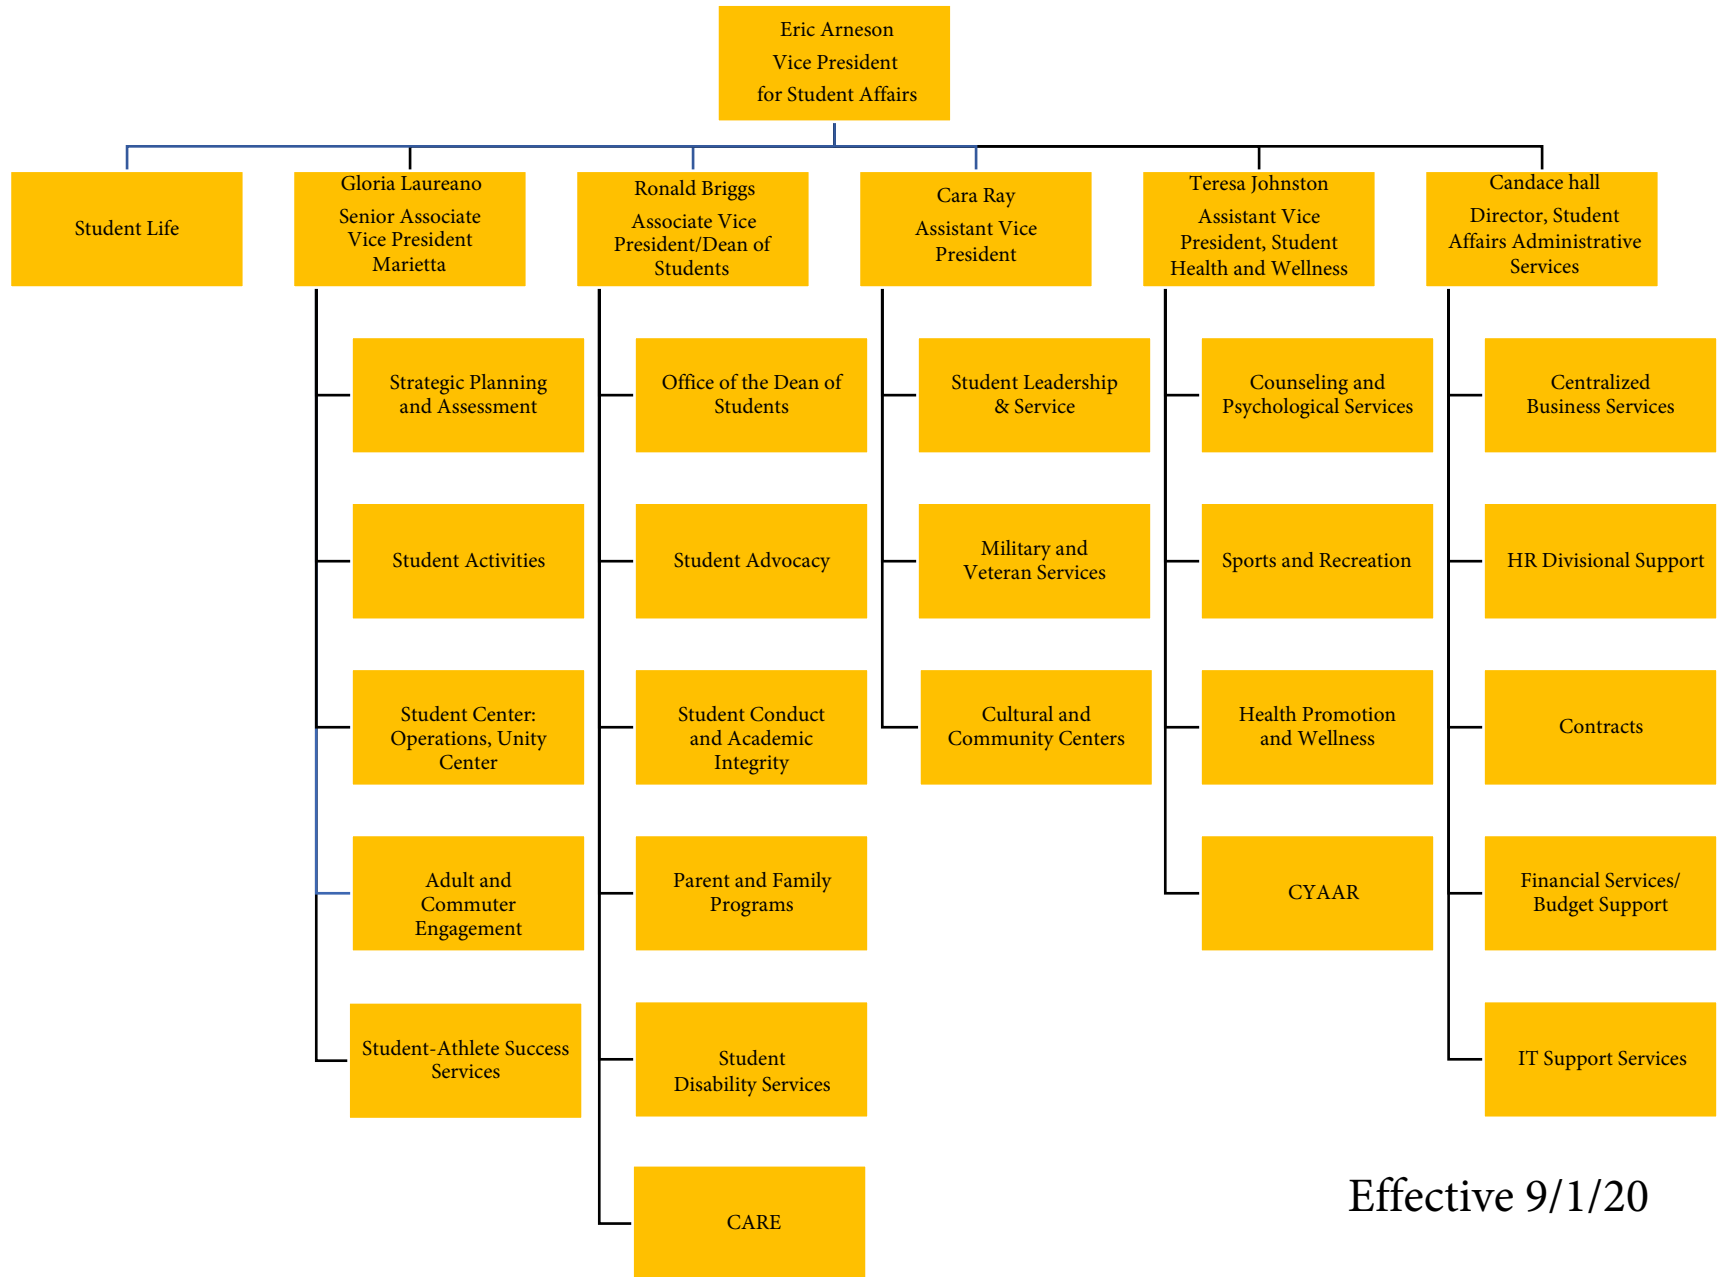 Eric Arneson
Vice President
for Student Affairs
Student Life
Gloria Laureano
Senior Associate
Vice President
Marietta
Ronald Briggs
Associate Vice
President/Dean of
Students
Cara Ray
Assistant Vice
President
Teresa Johnston
Assistant Vice
President, Student
Health and Wellness
Candace hall
Director, Student
Affairs Administrative
Services
Strategic Planning
and Assessment
Student Activities
Student Center:
Operations, Unity
Center
Adult and
Commuter
Engagement
Student-Athlete Success
Services
Office of the Dean of
Students
Student Advocacy
Student Conduct
and Academic
Integrity
Parent and Family
Programs
Student
Disability Services
CARE
Student Leadership
& Service
Military and
Veteran Services
Cultural and
Community Centers
Counseling and
Psychological Services
Sports and Recreation
Health Promotion
and Wellness
CYAAR
Centralized
Business Services
HR Divisional Support
Contracts
Financial Services/
Budget Support
IT Support Services
Effective 9/1/20